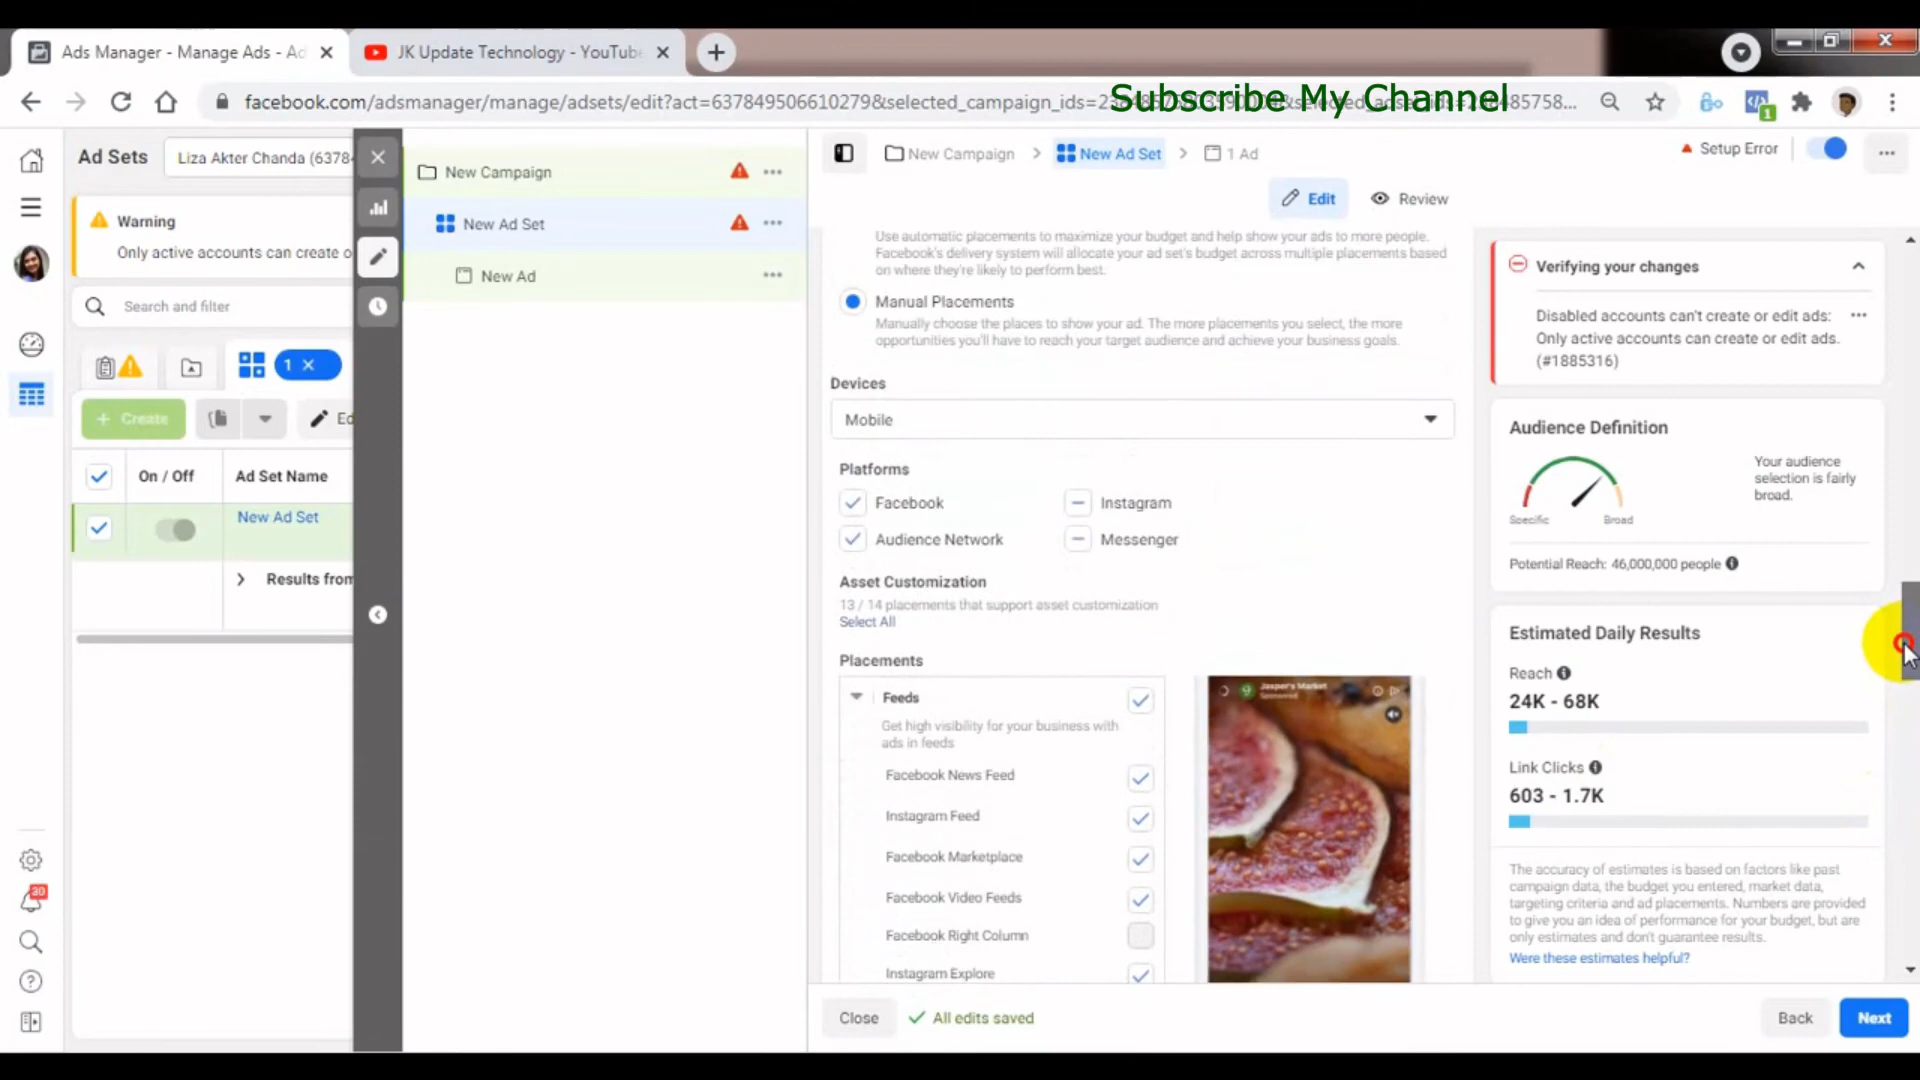 Ads Manager - Manage Ads - Ad
JK Update Technology - YouTube
Subscribe My Channel
Ad Sets
Liza Akter Chanda (6378
New Campaign
New Campaign
New Ad Set
1 Ad
Setup Error
Edit
Review
Warning
Only active accounts can create o
New Ad Set
New Ad
Search and filter
1
Create
Ed
On / Off
Ad Set Name
New Ad Set
Results from
30
Use automatic placements to maximize your budget and help show your ads to more people.
Facebook's delivery system will allocate your ad set's budget across multiple placements based
on where they're likely to perform best.
Manual Placements
Manually choose the places to show your ad. The more placements you select, the more
opportunities you'll have to reach your target audience and achieve your business goals.
Devices
Mobile
Platforms
Facebook
Instagram
Audience Network
Messenger
Asset Customization
13 / 14 placements that support asset customization
Select All
Placements
Feeds
Get high visibility for your business with
ads in feeds
Facebook News Feed
Instagram Feed
Facebook Marketplace
Facebook Video Feeds
Facebook Right Column
Instagram Explore
Jasper's Market
Sponsored
Verifying your changes
Disabled accounts can't create or edit ads:
Only active accounts can create or edit ads.
(#1885316)
Audience Definition
Your audience
selection is fairly
broad.
Specific
Broad
Potential Reach: 46,000,000 people
Estimated Daily Results
Reach
24K - 68K
Link Clicks
603 - 1.7K
The accuracy of estimates is based on factors like past
campaign data, the budget you entered, market data,
targeting criteria and ad placements. Numbers are provided
to give you an idea of performance for your budget, but are
only estimates and don't guarantee results.
Were these estimates helpful?
Close
All edits saved
Back
Next